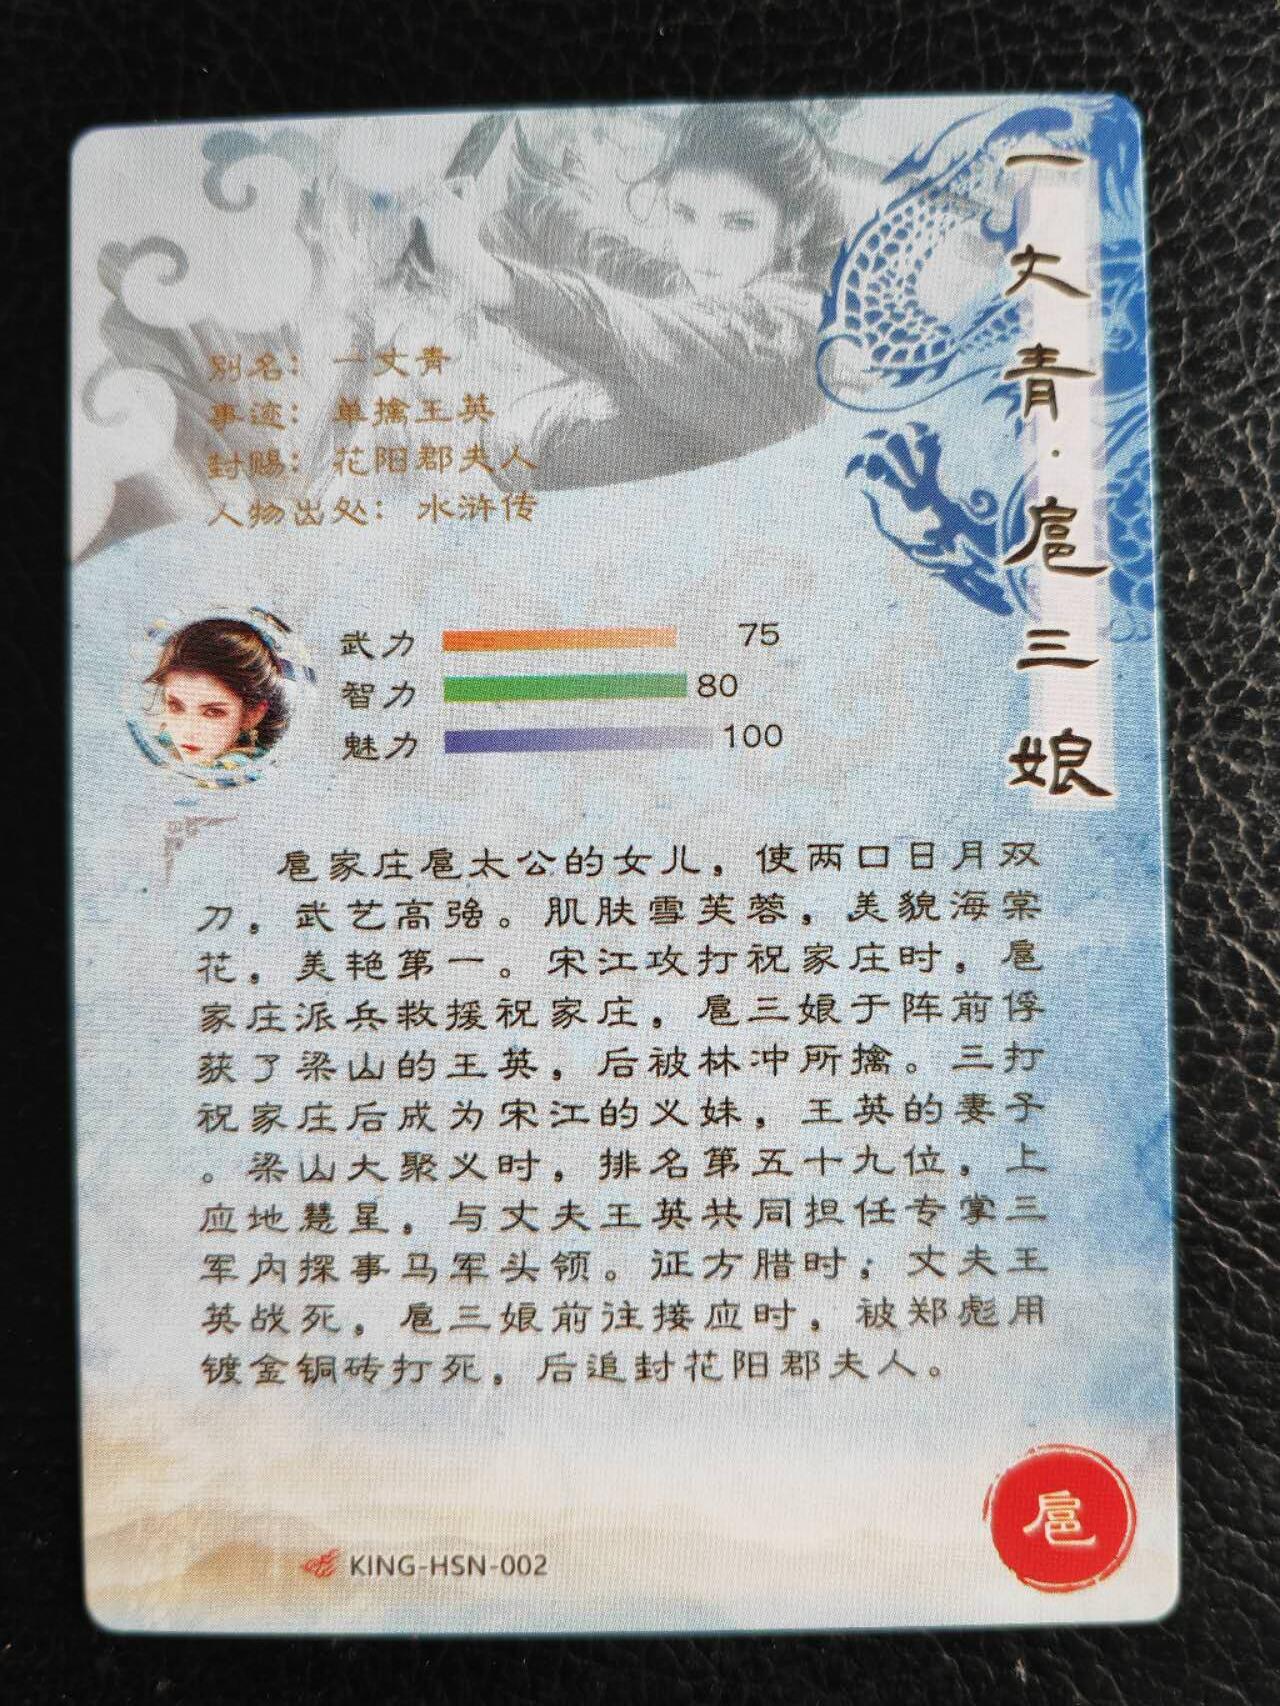 一丈青·扈三娘
别名：一丈青
事迹：单擒王英
封赐：花阳郡夫人
人物出处：水浒传
武力 75
智力 80
魅力 100
扈家庄扈太公的女儿，使两口日月双
刀，武艺高强。肌肤雪芙蓉，美貌海棠
花，美艳第一。宋江攻打祝家庄时，扈
家庄派兵救援祝家庄，扈三娘于阵前俘
获了梁山的王英，后被林冲所擒。三打
祝家庄后成为宋江的义妹，王英的妻子
。梁山大聚义时，排名第五十九位，上
应地慧星，与丈夫王英共同担任专掌三
军内探事马军头领。证方腊时，丈夫王
英战死，扈三娘前往接应时，被郑彪用
镀金铜砖打死，后追封花阳郡夫人。
扈
KING-HSN-002